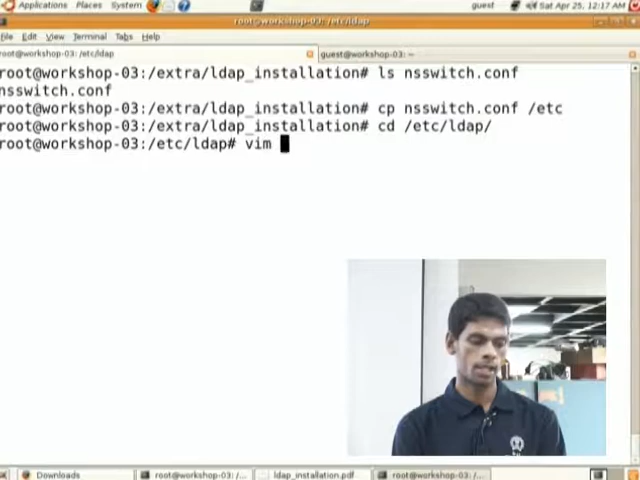 Applications Places System guest Sat Apr 25, 12:17 AM
root@workshop-03: /etc/ldap
File Edit View Terminal Tabs Help
root@workshop-03: /etc/ldap guest@workshop-03: ~
root@workshop-03:/extra/ldap_installation# ls nsswitch.conf
nsswitch.conf
root@workshop-03:/extra/ldap_installation# cp nsswitch.conf /etc
root@workshop-03:/extra/ldap_installation# cd /etc/ldap/
root@workshop-03:/etc/ldap# vim
Downloads root@workshop-03: /... ldap_installation.pdf root@workshop-03: /...